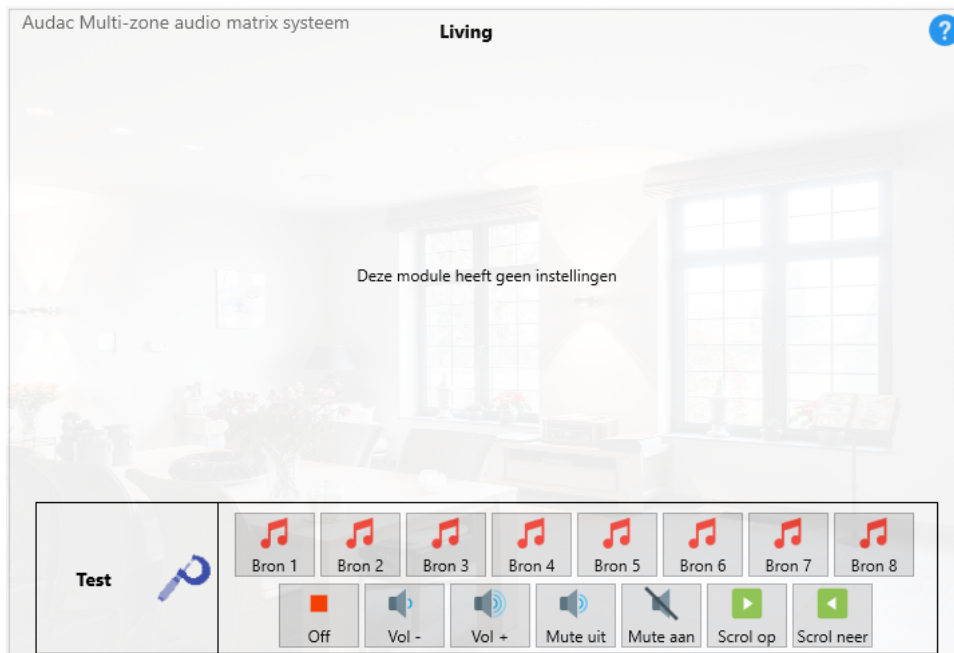 Audac Multi-zone audio matrix systeem
Living
?
Deze module heeft geen instellingen
Test
Bron 1 Bron 2 Bron 3 Bron 4 Bron 5 Bron 6 Bron 7 Bron 8
Off Vol - Vol + Mute uit Mute aan Scrol op Scrol neer